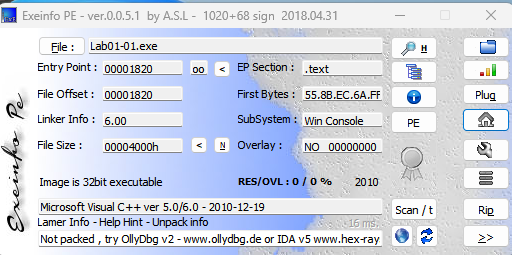 Exeinfo PE - ver.0.0.5.1 by A.S.L - 1020+68 sign 2018.04.31
File : Lab01-01.exe H
Entry Point : 00001820 oo < EP Section : .text
File Offset : 00001820 First Bytes : 55.8B.EC.6A.FF Plug
Linker Info : 6.00 SubSystem : Win Console PE
File Size : 00004000h < N Overlay : NO 00000000
Image is 32bit executable RES/OVL : 0 / 0 % 2010
Microsoft Visual C++ ver 5.0/6.0 - 2010-12-19 Scan / t Rip
Lamer Info - Help Hint - Unpack info 16 ms.
Not packed , try OllyDbg v2 - www.ollydbg.de or IDA v5 www.hex-ray >>
Exeinfo Pe